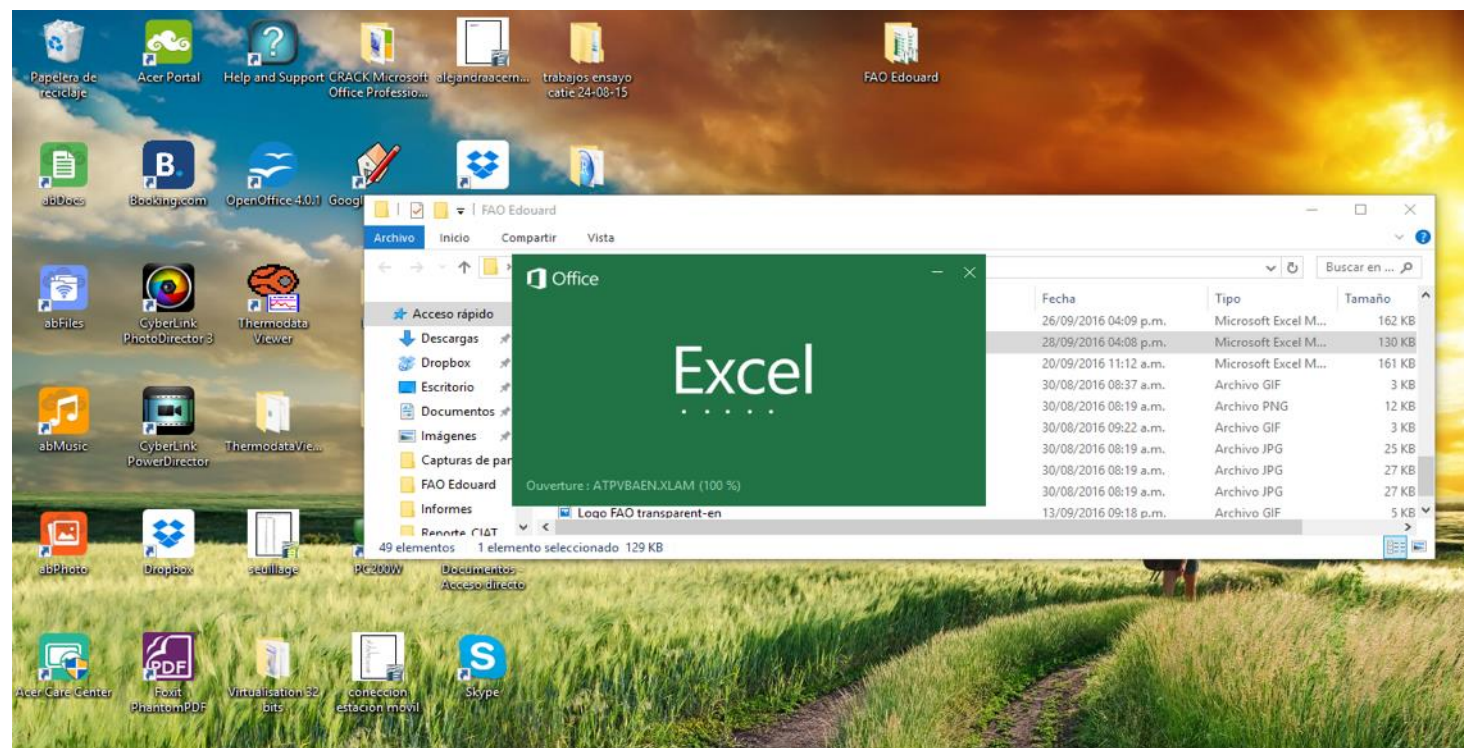 Papelera de
reciclaje
Acer Portal
Help and Support
CRACK Microsoft
Office Professio...
alejandraacern...
trabajos ensayo
catie 24-08-15
FAO Edouard
abDocs
Booking.com
OpenOffice 4.0.1
Googl
abFiles
CyberLink
PhotoDirector 3
Thermodata
Viewer
abMusic
CyberLink
PowerDirector
ThermodataVie...
abPhoto
Dropbox
seuillage
PC200W
Documentos -
Acceso directo
Acer Care Center
Foxit
PhantomPDF
Virtualisation 32
bits
coneccion
estacion movil
Skype
FAO Edouard
Archivo Inicio Compartir Vista
Buscar en ...
Acceso rápido
Descargas
Dropbox
Escritorio
Documentos
Imágenes
Capturas de par
FAO Edouard
Informes
Reporte CIAT
Office
Excel
Ouverture : ATPVBAEN.XLAM (100 %)
Fecha Tipo Tamaño
26/09/2016 04:09 p.m. Microsoft Excel M... 162 KB
28/09/2016 04:08 p.m. Microsoft Excel M... 130 KB
20/09/2016 11:12 a.m. Microsoft Excel M... 161 KB
30/08/2016 08:37 a.m. Archivo GIF 3 KB
30/08/2016 08:19 a.m. Archivo PNG 12 KB
30/08/2016 09:22 a.m. Archivo GIF 3 KB
30/08/2016 08:19 a.m. Archivo JPG 25 KB
30/08/2016 08:19 a.m. Archivo JPG 27 KB
30/08/2016 08:19 a.m. Archivo JPG 27 KB
Logo FAO transparent-en 13/09/2016 09:18 p.m. Archivo GIF 5 KB
49 elementos 1 elemento seleccionado 129 KB